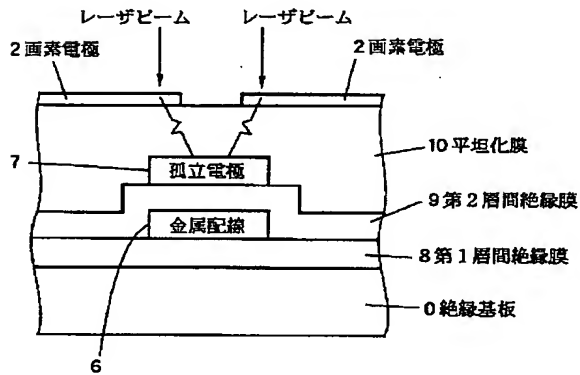 レーザビーム レーザビーム
2画素電極 2画素電極
7
孤立電極
10平坦化膜
9第2層間絶縁膜
金属配線
8第1層間絶縁膜
0絶縁基板
6